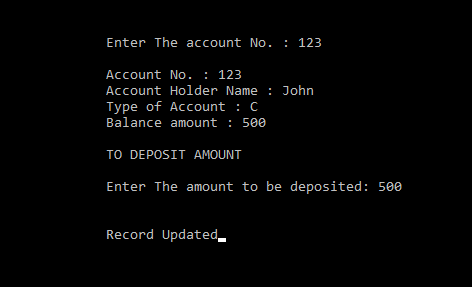 Enter The account No. : 123
Account No. : 123
Account Holder Name : John
Type of Account : C
Balance amount : 500
TO DEPOSIT AMOUNT
Enter The amount to be deposited: 500
Record Updated